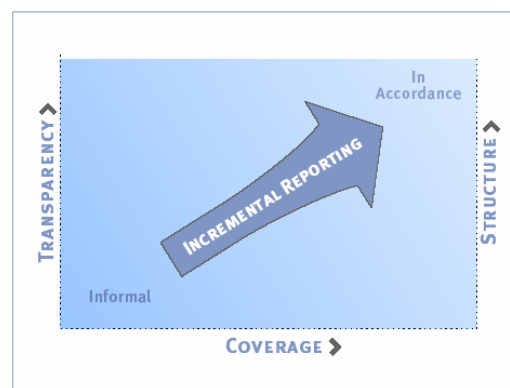 In
Accordance
TRANSPARENCY >
INCREMENTAL REPORTING
STRUCTURE >
Informal
COVERAGE >